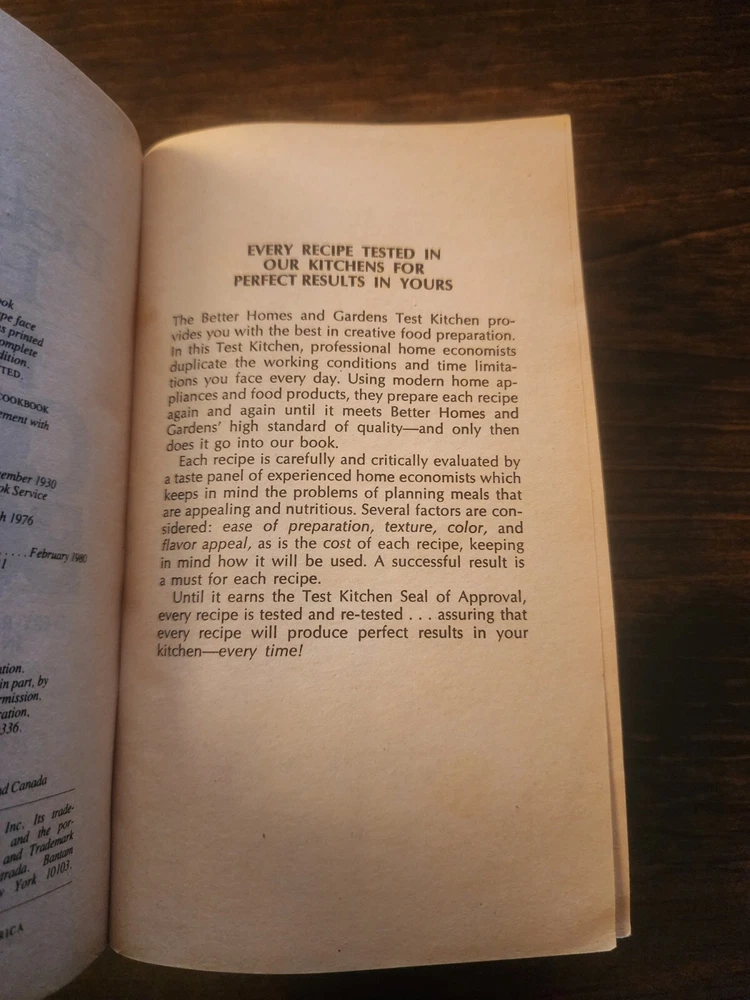 ok
pe face
s printed
omplete
dition.
TED.
COOKBOOK
ement with
ember 1930
ok Service
h 1976
. . . . . February 1980
1
ation.
in part, by
rmission.
ration,
336.
nd Canada
Inc. Its trade-
and the por-
and Trademark
trada. Bantam
York 10103.
RICA
EVERY RECIPE TESTED IN
OUR KITCHENS FOR
PERFECT RESULTS IN YOURS
The Better Homes and Gardens Test Kitchen pro-
vides you with the best in creative food preparation.
In this Test Kitchen, professional home economists
duplicate the working conditions and time limita-
tions you face every day. Using modern home ap-
pliances and food products, they prepare each recipe
again and again until it meets Better Homes and
Gardens' high standard of quality—and only then
does it go into our book.
Each recipe is carefully and critically evaluated by
a taste panel of experienced home economists which
keeps in mind the problems of planning meals that
are appealing and nutritious. Several factors are con-
sidered: ease of preparation, texture, color, and
flavor appeal, as is the cost of each recipe, keeping
in mind how it will be used. A successful result is
a must for each recipe.
Until it earns the Test Kitchen Seal of Approval,
every recipe is tested and re-tested . . . assuring that
every recipe will produce perfect results in your
kitchen—every time!